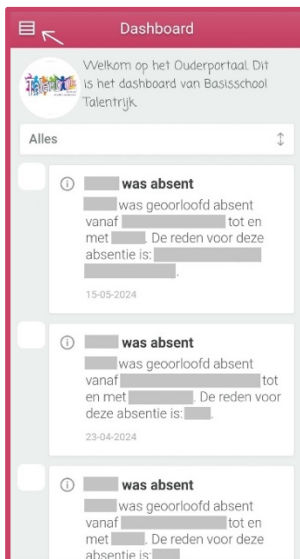 Dashboard
Welkom op het Ouderportaal. Dit
is het dashboard van Basisschool
Talentrijk.
Talentrijk
Alles
was absent
was geoorloofd absent
vanaf tot en
met . De reden voor deze
absentie is:
.
15-05-2024
was absent
was geoorloofd absent
vanaf tot
en met . De reden voor
deze absentie is: .
23-04-2024
was absent
was geoorloofd absent
vanaf tot en
met . De reden voor deze
absentie is: